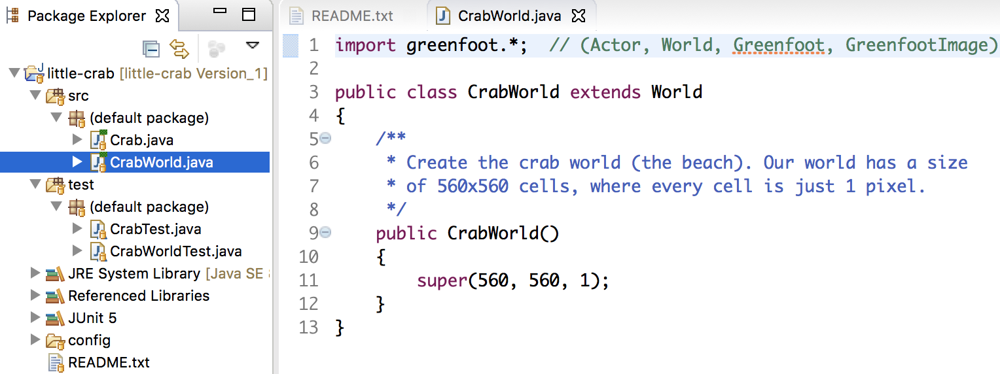 Package Explorer
little-crab [little-crab Version_1]
src
(default package)
Crab.java
CrabWorld.java
test
(default package)
CrabTest.java
CrabWorldTest.java
JRE System Library [Java SE
Referenced Libraries
JUnit 5
config
README.txt
README.txt CrabWorld.java
1 import greenfoot.*;  // (Actor, World, Greenfoot, GreenfootImage)
2
3 public class CrabWorld extends World
4 {
5     /**
6      * Create the crab world (the beach). Our world has a size
7      * of 560x560 cells, where every cell is just 1 pixel.
8      */
9     public CrabWorld()
10     {
11         super(560, 560, 1);
12     }
13 }